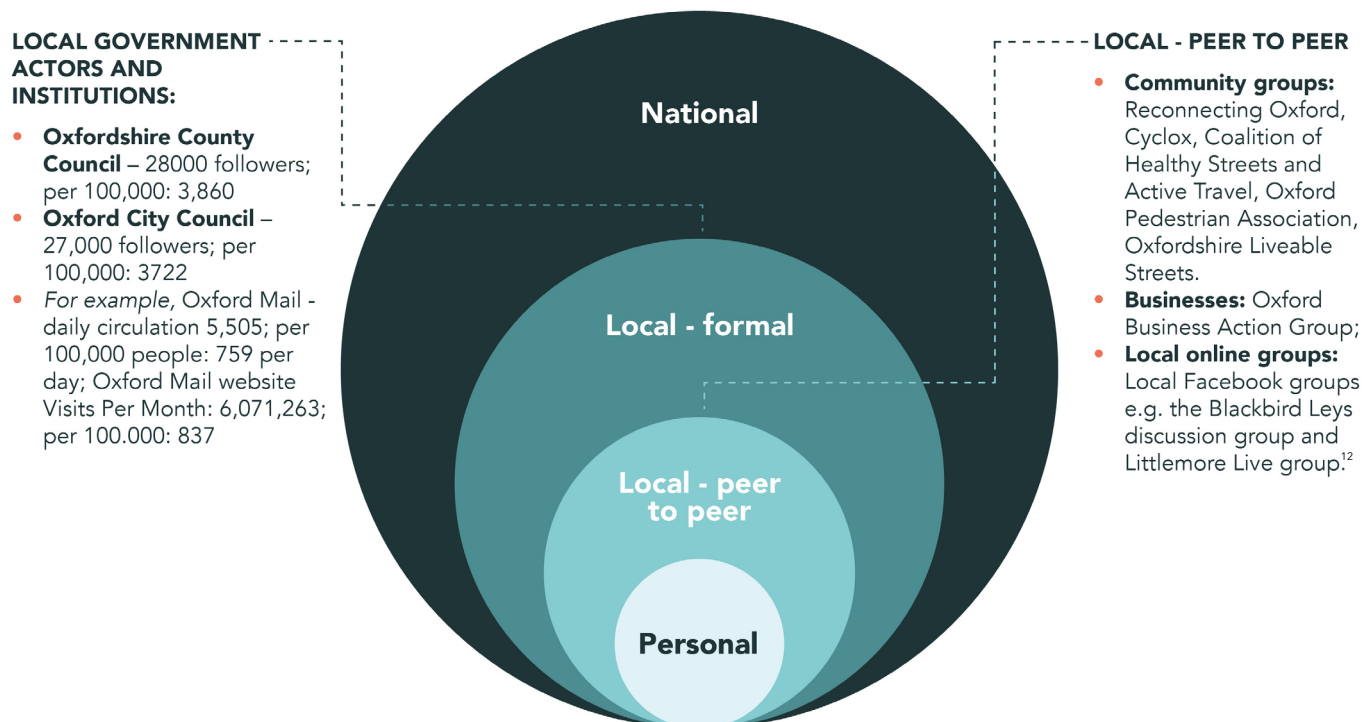 LOCAL GOVERNMENT
ACTORS AND
INSTITUTIONS:
• Oxfordshire County
Council – 28000 followers;
per 100,000: 3,860
• Oxford City Council –
27,000 followers; per
100,000: 3722
• For example, Oxford Mail -
daily circulation 5,505; per
100,000 people: 759 per
day; Oxford Mail website
Visits Per Month: 6,071,263;
per 100.000: 837
National
Local - formal
Local - peer
to peer
Personal
LOCAL - PEER TO PEER
• Community groups:
Reconnecting Oxford,
Cyclox, Coalition of
Healthy Streets and
Active Travel, Oxford
Pedestrian Association,
Oxfordshire Liveable
Streets.
• Businesses: Oxford
Business Action Group;
• Local online groups:
Local Facebook groups
e.g. the Blackbird Leys
discussion group and
Littlemore Live group.12